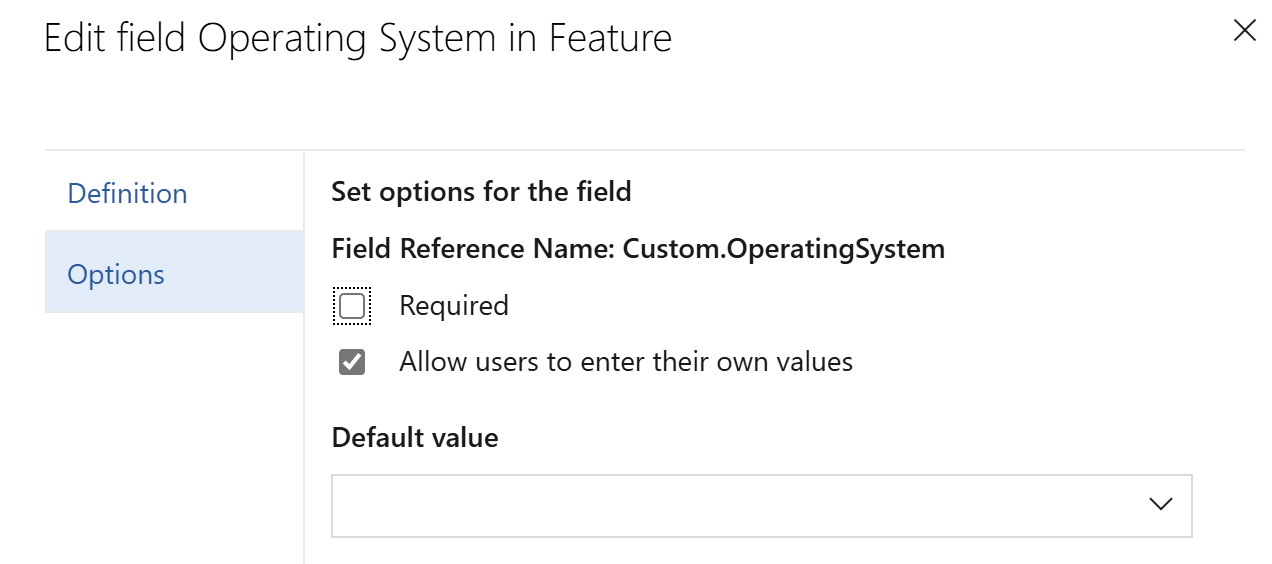 Edit field Operating System in Feature
Definition
Options
Set options for the field
Field Reference Name: Custom.OperatingSystem
Required
Allow users to enter their own values
Default value